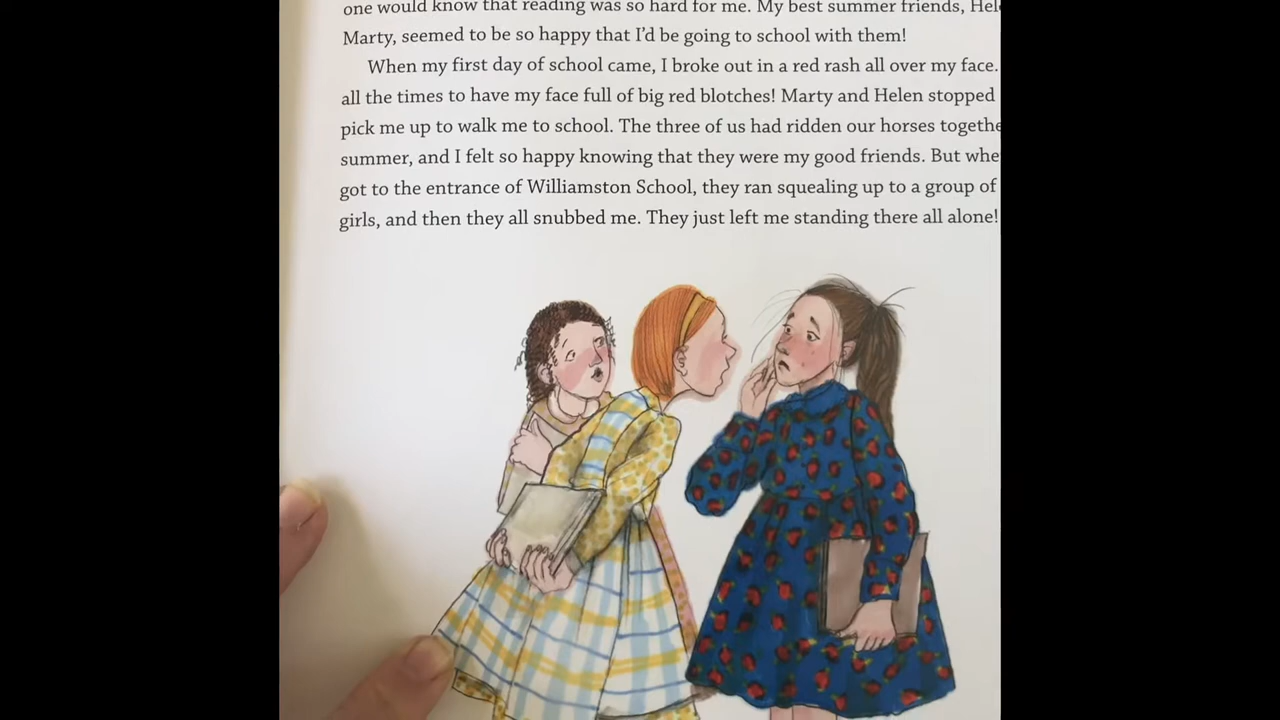 one would know that reading was so hard for me. My best summer friends,
Marty, seemed to be so happy that I'd be going to school with them!
When my first day of school came, I broke out in a red rash all over my face.
all the times to have my face full of big red blotches! Marty and Helen stopped
pick me up to walk me to school. The three of us had ridden our horses
summer, and I felt so happy knowing that they were my good friends. But
got to the entrance of Williamston School, they ran squealing up to a group of
girls, and then they all snubbed me. They just left me standing there all alone!